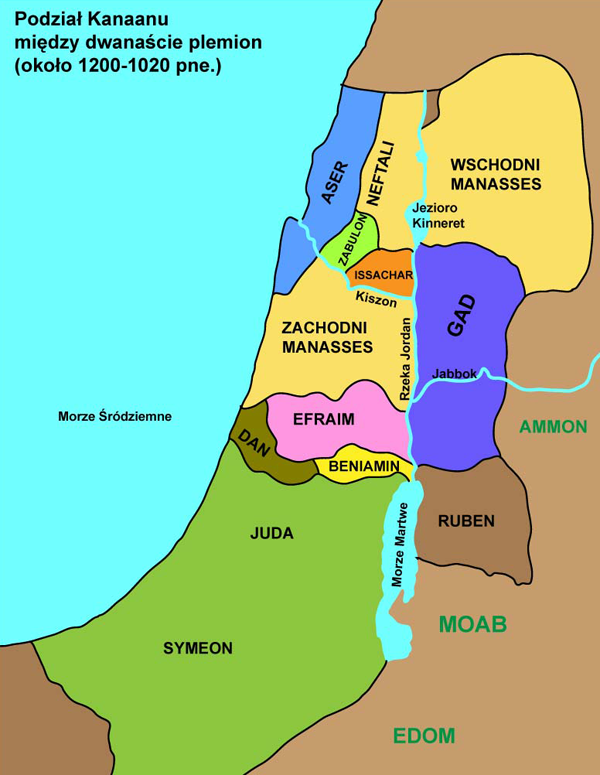 Podział Kanaanu
między dwanaście plemion
(około 1200-1020 pne.)
ASER
NEFTALI
WSCHODNI
MANASSES
Jezioro
Kinneret
ZABULON
ISSACHAR
Kiszon
GAD
ZACHODNI
MANASSES
Rzeka Jordan
Jabbok
Morze Śródziemne
EFRAIM
AMMON
DAN
BENIAMIN
RUBEN
JUDA
Morze Martwe
MOAB
SYMEON
EDOM